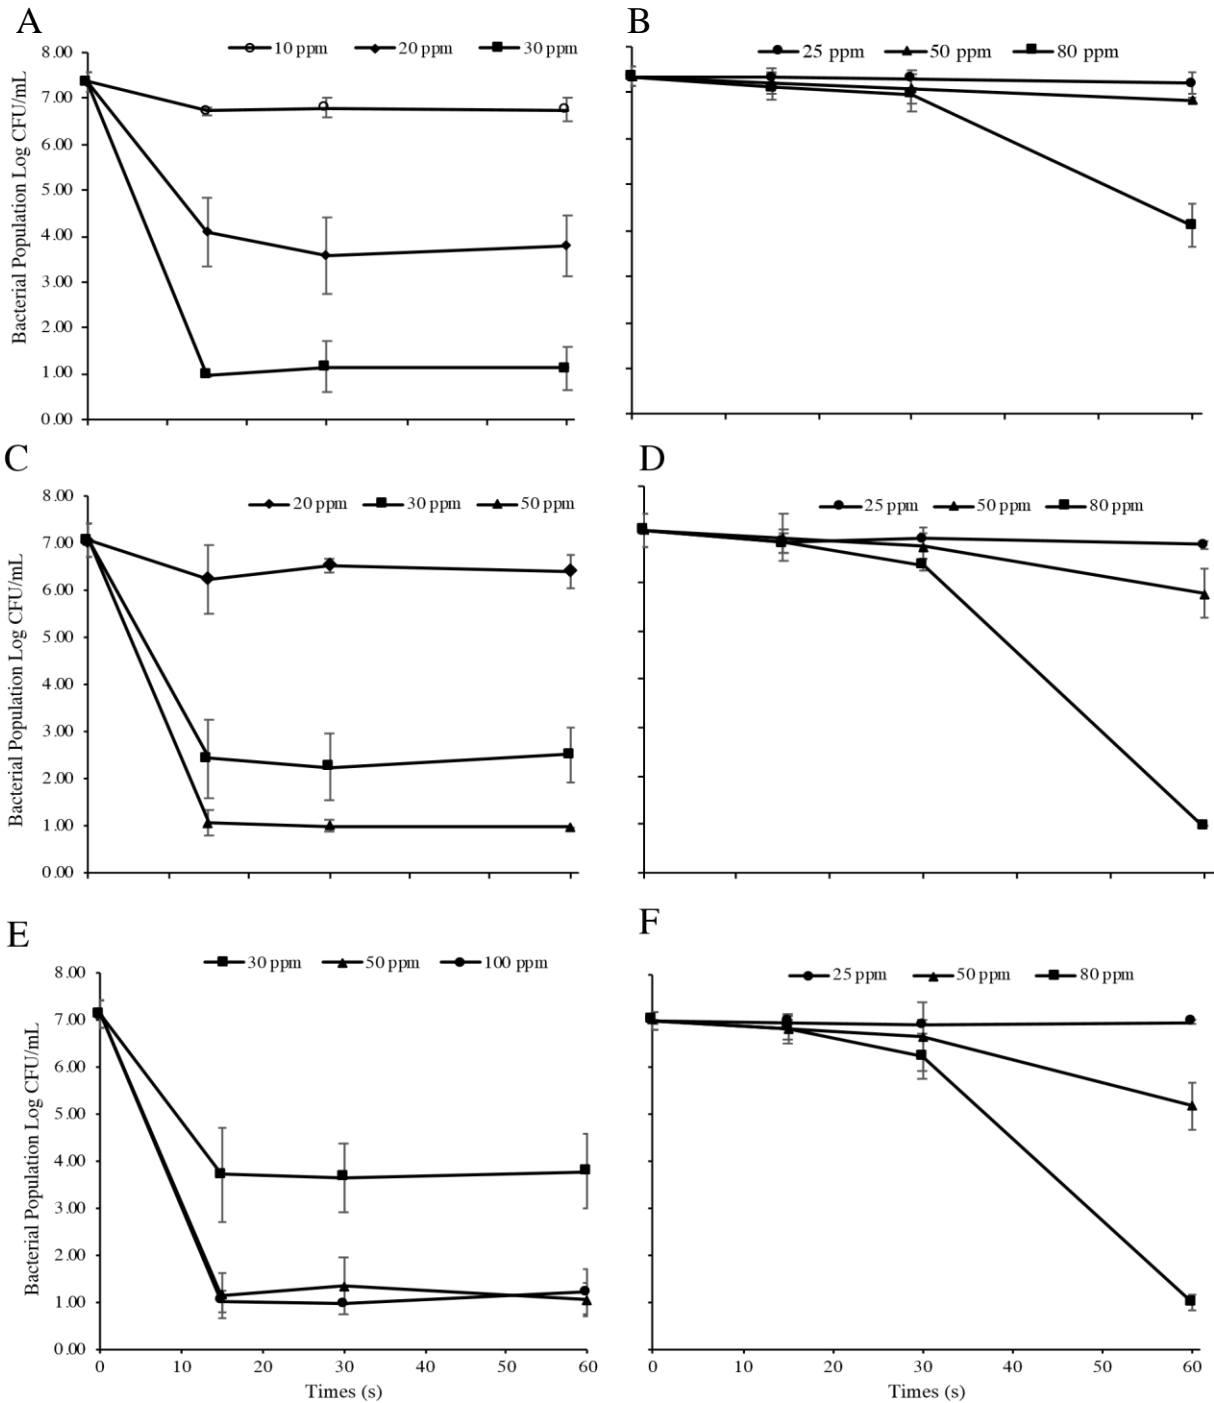 A
10 ppm 20 ppm 30 ppm
8.00
7.00
6.00
5.00
4.00
3.00
2.00
1.00
0.00
Bacterial Population Log CFU/mL
B
25 ppm 50 ppm 80 ppm
C
20 ppm 30 ppm 50 ppm
8.00
7.00
6.00
5.00
4.00
3.00
2.00
1.00
0.00
Bacterial Population Log CFU/mL
D
25 ppm 50 ppm 80 ppm
E
30 ppm 50 ppm 100 ppm
8.00
7.00
6.00
5.00
4.00
3.00
2.00
1.00
0.00
Bacterial Population Log CFU/mL
0 10 20 30 40 50 60
Times (s)
F
25 ppm 50 ppm 80 ppm
0 10 20 30 40 50 60
Times (s)